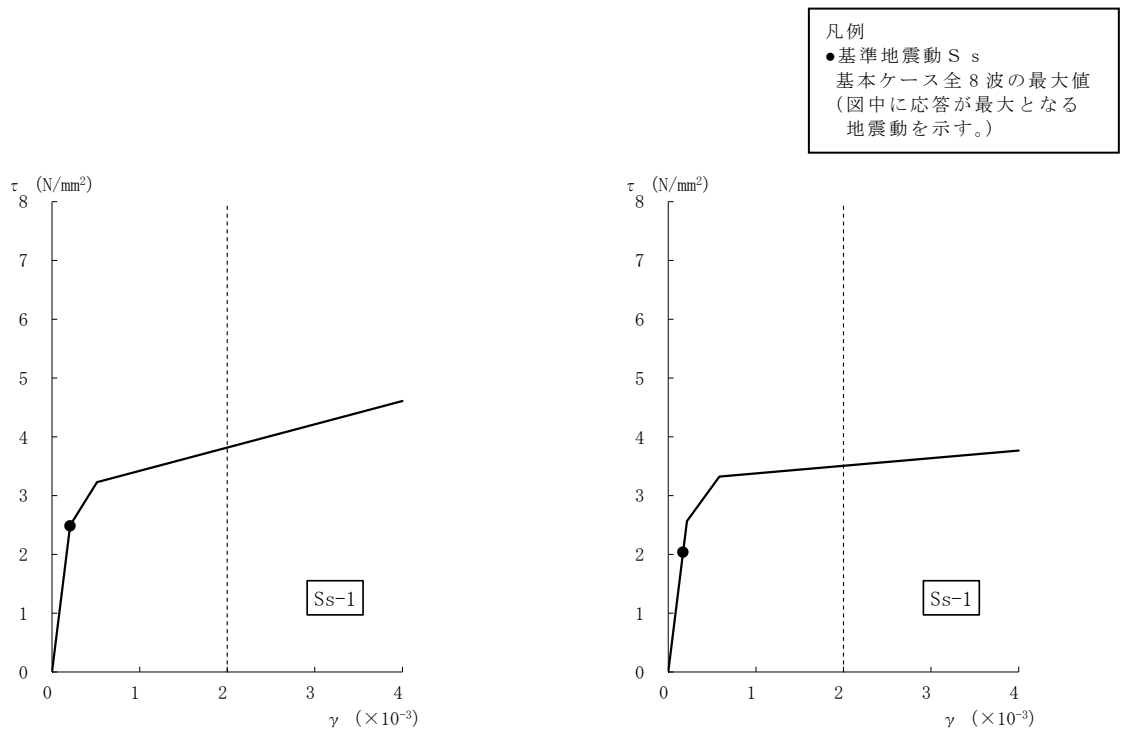 凡例
●基準地震動Ｓｓ
基本ケース全8波の最大値
（図中に応答が最大となる
地震動を示す。）
τ (N/mm²)
8
7
6
5
4
3
2
1
0
0 1 2 3 4
γ (×10⁻³)
Ss-1
τ (N/mm²)
8
7
6
5
4
3
2
1
0
0 1 2 3 4
γ (×10⁻³)
Ss-1